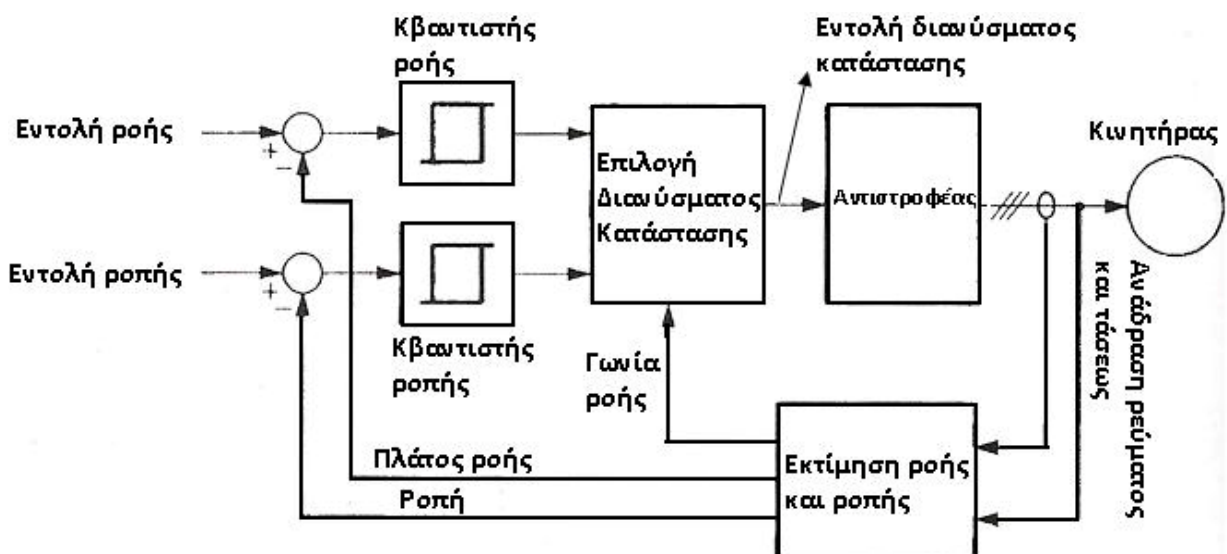 Κβαντιστής
ροής
Εντολή διανύσματος
κατάστασης
Εντολή ροής
+
−
Επιλογή
Διανύσματος
Κατάστασης
Αντιστροφέας
Κινητήρας
Εντολή ροπής
+
−
Κβαντιστής
ροπής
Γωνία
ροής
Ανάδραση ρεύματος
και τάσεως
Πλάτος ροής
Ροπή
Εκτίμηση ροής
και ροπής